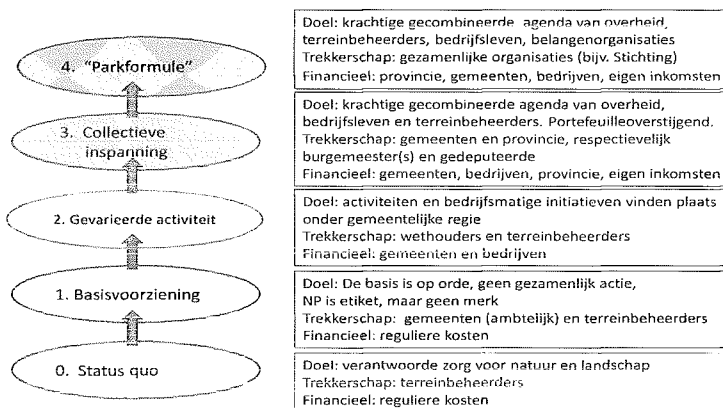 4. "Parkformule"
Doel: krachtige gecombineerde agenda van overheid,
terreinbeheerders, bedrijfsleven, belangenorganisaties
Trekkerschap: gezamenlijke organisaties (bijv. Stichting)
Financieel: provincie, gemeenten, bedrijven, eigen inkomsten
3. Collectieve
inspanning
Doel: krachtige gecombineerde agenda van overheid,
bedrijfsleven en terreinbeheerders. Portefeuilleoverstijgend.
Trekkerschap: gemeenten en provincie, respectievelijk
burgemeester(s) en gedeputeerde
Financieel: gemeenten, bedrijven, provincie, eigen inkomsten
2. Gevarieerde activiteit
Doel: activiteiten en bedrijfsmatige initiatieven vinden plaats
onder gemeentelijke regie
Trekkerschap: wethouders en terreinbeheerders
Financieel: gemeenten en bedrijven
1. Basisvoorziening
Doel: De basis is op orde, geen gezamenlijk actie,
NP is etiket, maar geen merk
Trekkerschap: gemeenten (ambtelijk) en terreinbeheerders
Financieel: reguliere kosten
0. Status quo
Doel: verantwoorde zorg voor natuur en landschap
Trekkerschap: terreinbeheerders
Financieel: reguliere kosten